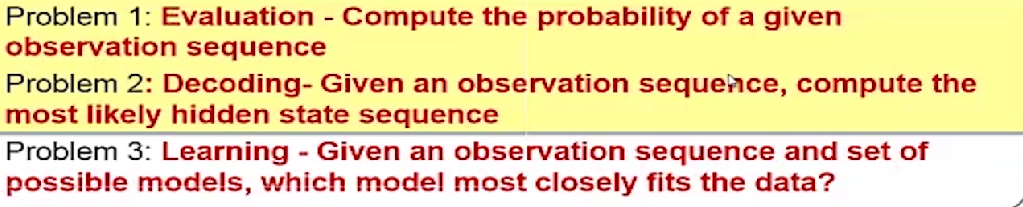 Problem 1: Evaluation - Compute the probability of a given
observation sequence
Problem 2: Decoding- Given an observation sequence, compute the
most likely hidden state sequence
Problem 3: Learning - Given an observation sequence and set of
possible models, which model most closely fits the data?